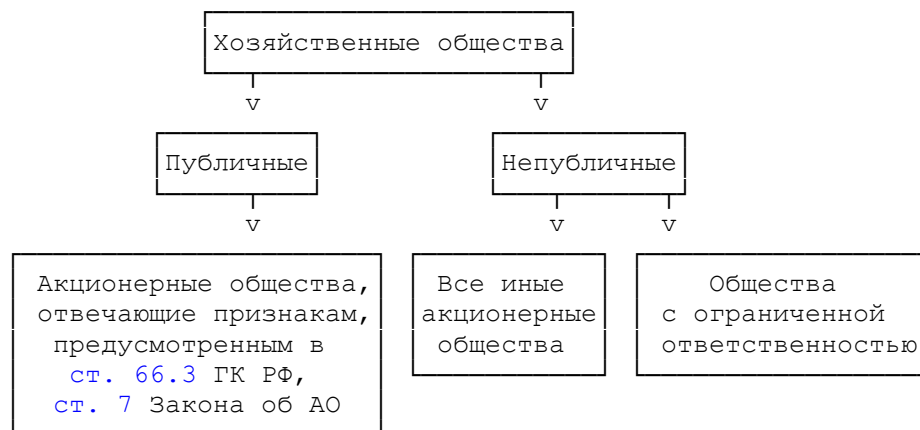 Хозяйственные общества
v
v
Публичные
Непубличные
v
v
v
Акционерные общества,
отвечающие признакам,
предусмотренным в
ст. 66.3 ГК РФ,
ст. 7 Закона об АО
Все иные
акционерные
общества
Общества
с ограниченной
ответственностью